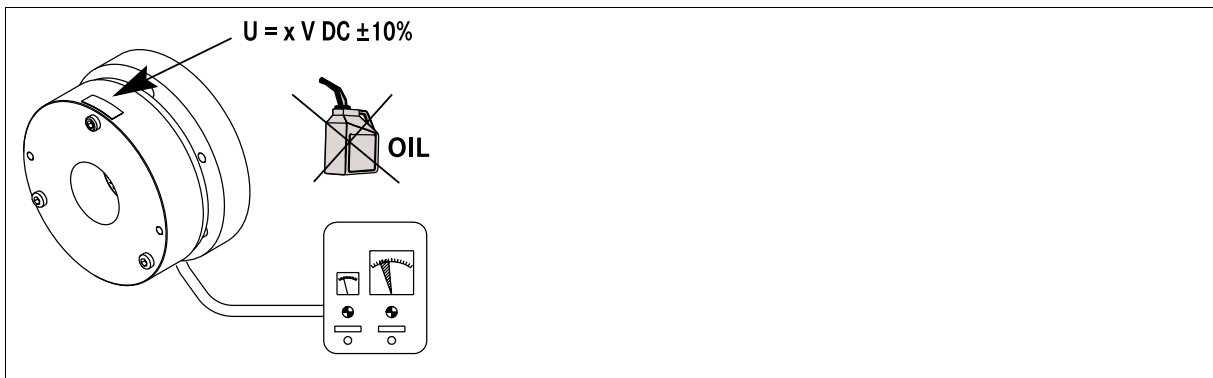 U = x V DC ±10%
OIL